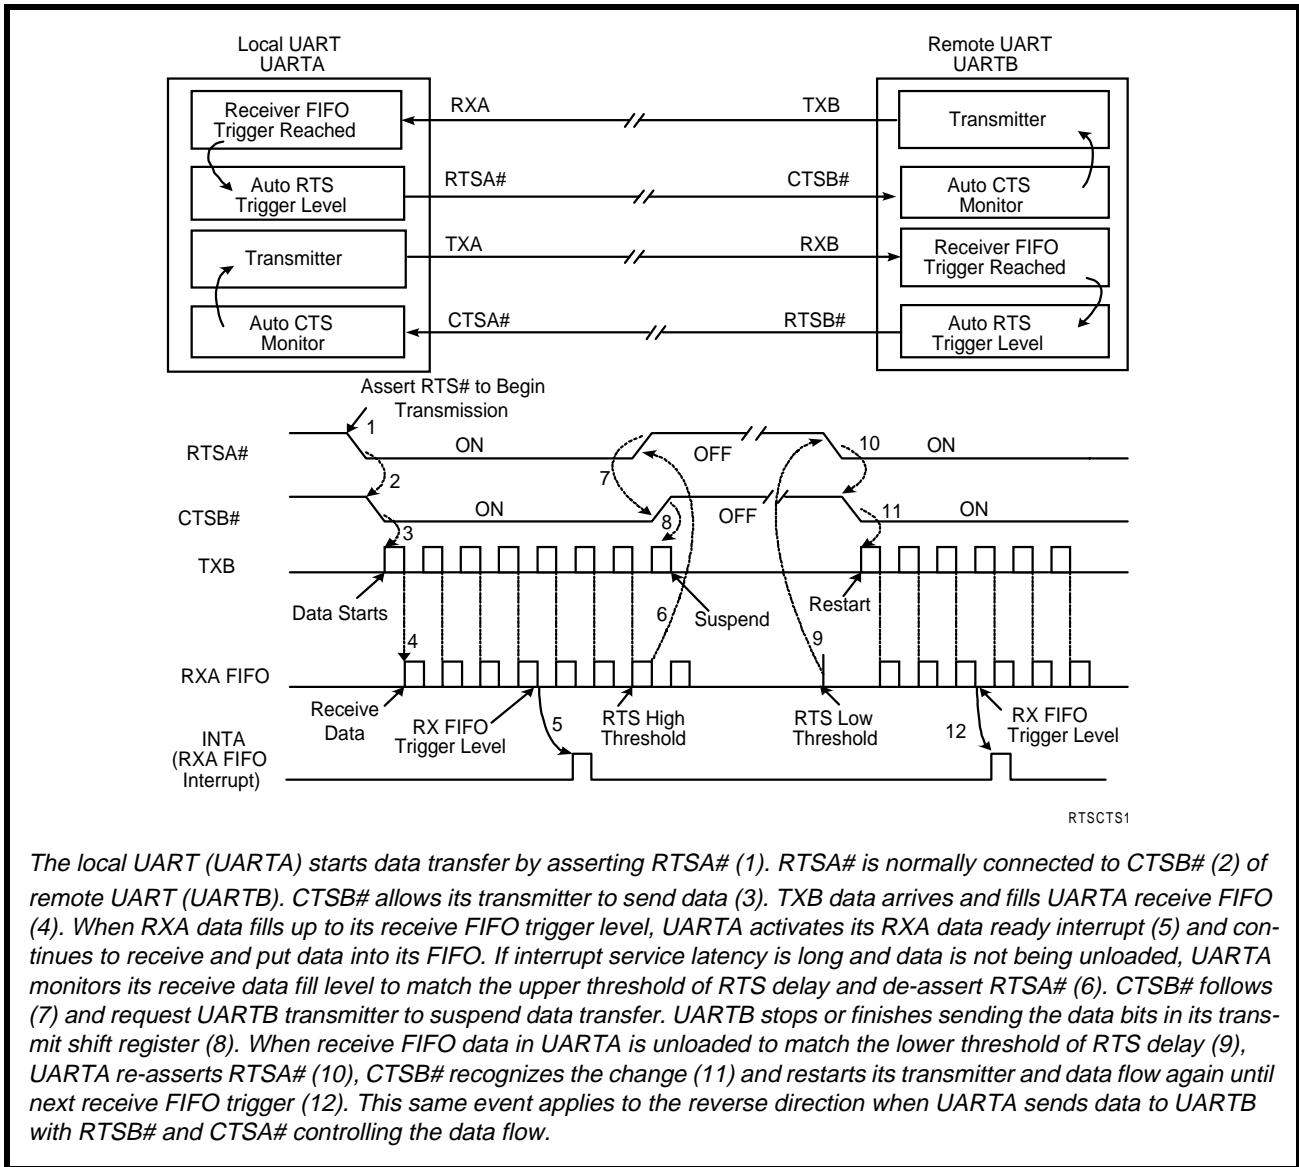 Local UART
UARTA
Remote UART
UARTB
Receiver FIFO
Trigger Reached
RXA
TXB
Transmitter
Auto RTS
Trigger Level
RTSA#
CTSB#
Auto CTS
Monitor
Transmitter
TXA
RXB
Receiver FIFO
Trigger Reached
Auto CTS
Monitor
CTSA#
RTSB#
Auto RTS
Trigger Level
Assert RTS# to Begin
Transmission
1
RTSA#
ON
OFF
10
ON
2
7
CTSB#
ON
8
OFF
11
ON
3
TXB
Data Starts
6
Suspend
Restart
4
9
RXA FIFO
Receive
Data
RX FIFO
Trigger Level
5
RTS High
Threshold
RTS Low
Threshold
12
RX FIFO
Trigger Level
INTA
(RXA FIFO
Interrupt)
RTSCTS1
The local UART (UARTA) starts data transfer by asserting RTSA# (1). RTSA# is normally connected to CTSB# (2) of
remote UART (UARTB). CTSB# allows its transmitter to send data (3). TXB data arrives and fills UARTA receive FIFO
(4). When RXA data fills up to its receive FIFO trigger level, UARTA activates its RXA data ready interrupt (5) and con-
tinues to receive and put data into its FIFO. If interrupt service latency is long and data is not being unloaded, UARTA
monitors its receive data fill level to match the upper threshold of RTS delay and de-assert RTSA# (6). CTSB# follows
(7) and request UARTB transmitter to suspend data transfer. UARTB stops or finishes sending the data bits in its trans-
mit shift register (8). When receive FIFO data in UARTA is unloaded to match the lower threshold of RTS delay (9),
UARTA re-asserts RTSA# (10), CTSB# recognizes the change (11) and restarts its transmitter and data flow again until
next receive FIFO trigger (12). This same event applies to the reverse direction when UARTA sends data to UARTB
with RTSB# and CTSA# controlling the data flow.